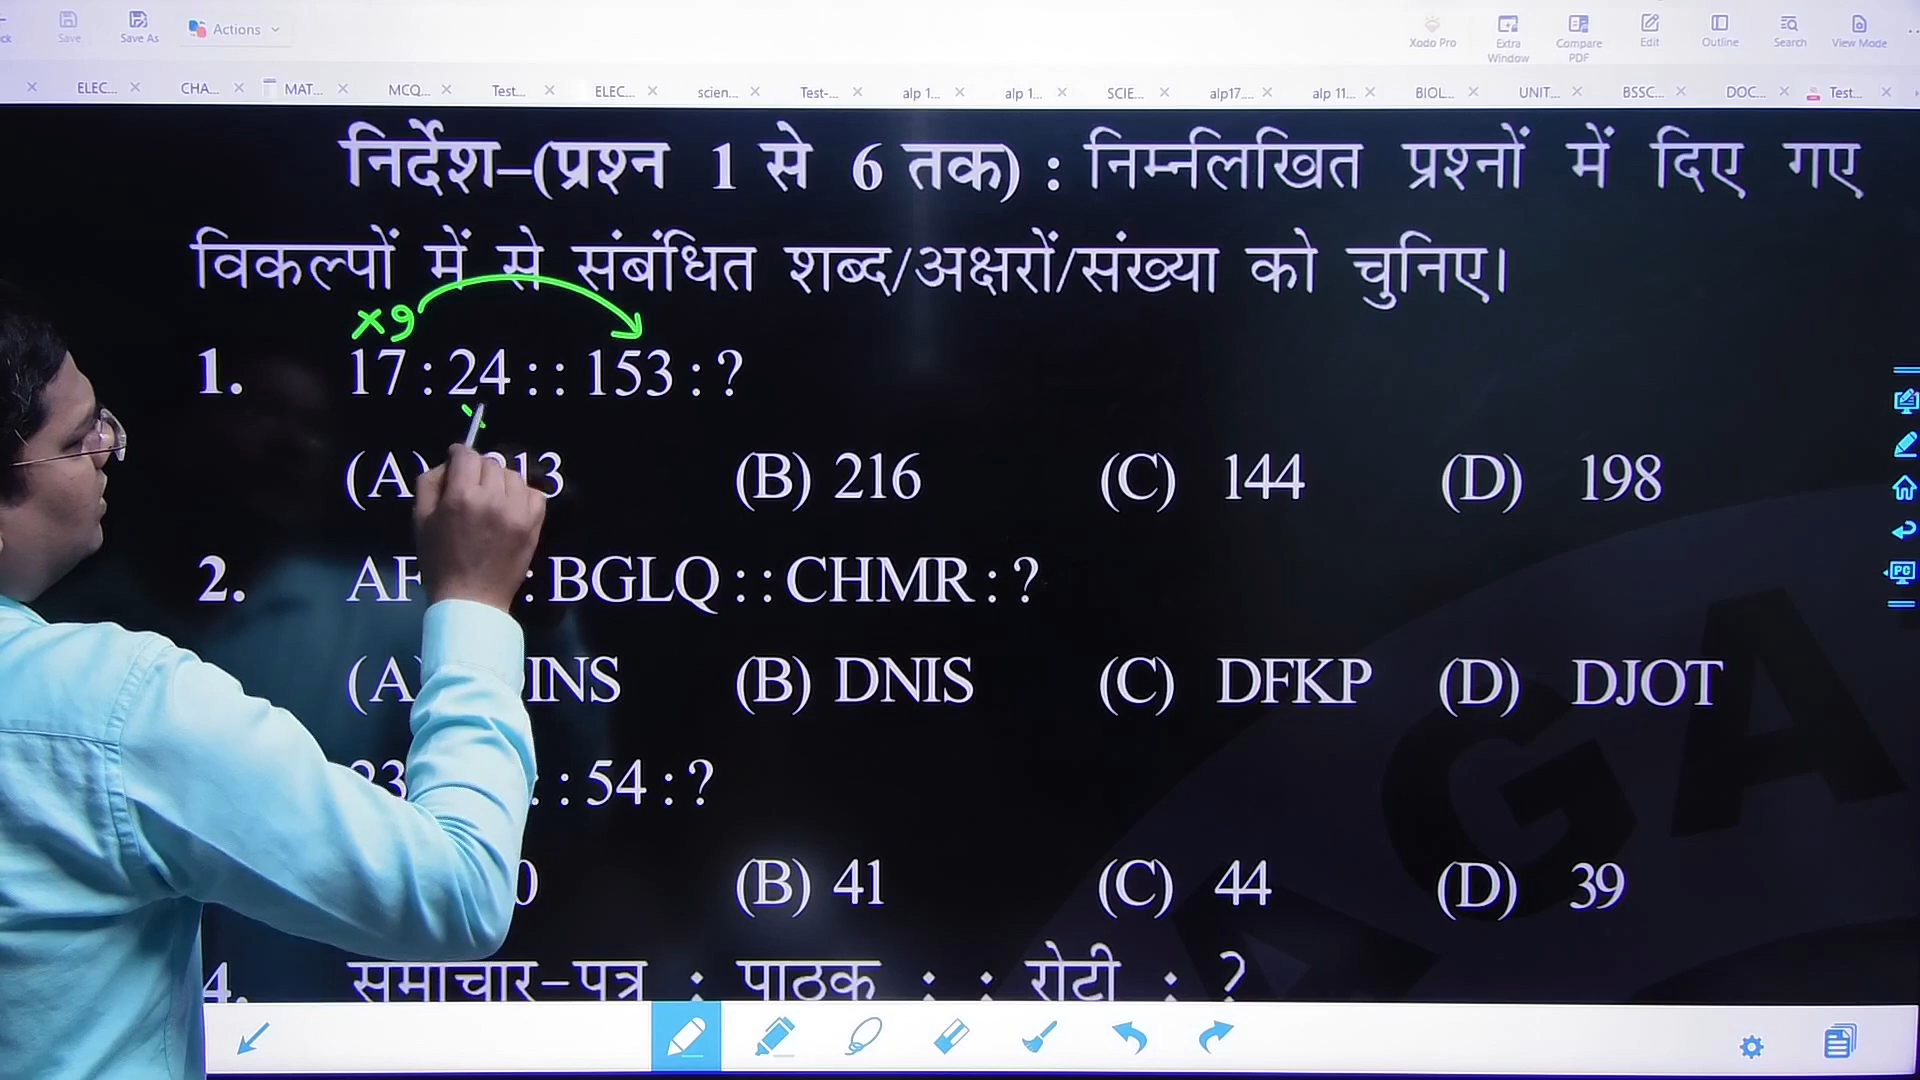 Save Save As Actions Xodo Pro Extra Window Compare PDF Edit Outline Search View Mode
ELEC... CHA... MAT... MCQ... Test... ELEC... scien... Test-... alp 1... alp 1... SCIE... alp17.... alp 11... BIOL... UNIT... BSSC... DOC... Test...
निर्देश–(प्रश्न 1 से 6 तक) : निम्नलिखित प्रश्नों में दिए गए
विकल्पों में से संबंधित शब्द/अक्षरों/संख्या को चुनिए।
×9
1. 17 : 24 : : 153 : ?
(A) (B) 216 (C) 144 (D) 198
2. : BGLQ : : CHMR : ?
(B) DNIS (C) DFKP (D) DJOT
: : 54 : ?
(B) 41 (C) 44 (D) 39
4. समाचार-पत्र : पाठक : : रोटी : ?
PC